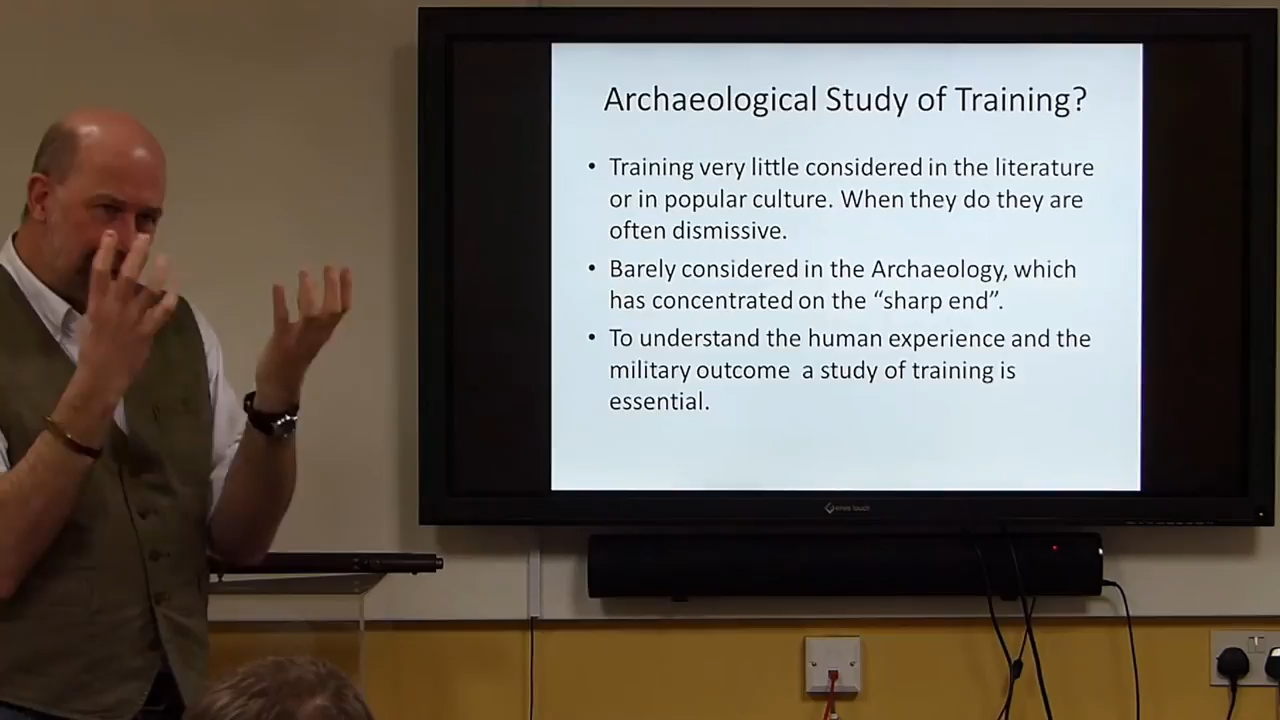 Archaeological Study of Training?
• Training very little considered in the literature
or in popular culture. When they do they are
often dismissive.
• Barely considered in the Archaeology, which
has concentrated on the “sharp end”.
• To understand the human experience and the
military outcome a study of training is
essential.